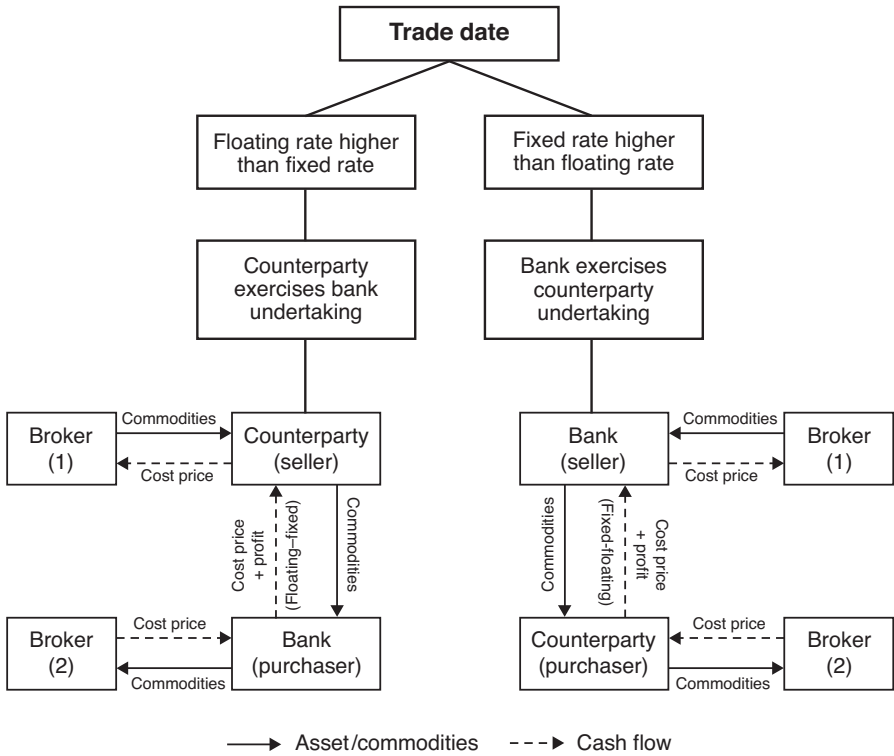 Trade date
Floating rate higher
than fixed rate
Fixed rate higher
than floating rate
Counterparty
exercises bank
undertaking
Bank exercises
counterparty
undertaking
Broker
(1)
Commodities
Cost price
Counterparty
(seller)
Bank
(seller)
Commodities
Cost price
Broker
(1)
Cost price
+ profit
(Floating–fixed)
Commodities
Commodities
(Fixed-floating)
Cost price
+ profit
Broker
(2)
Cost price
Commodities
Bank
(purchaser)
Counterparty
(purchaser)
Cost price
Commodities
Broker
(2)
Asset/commodities
Cash flow